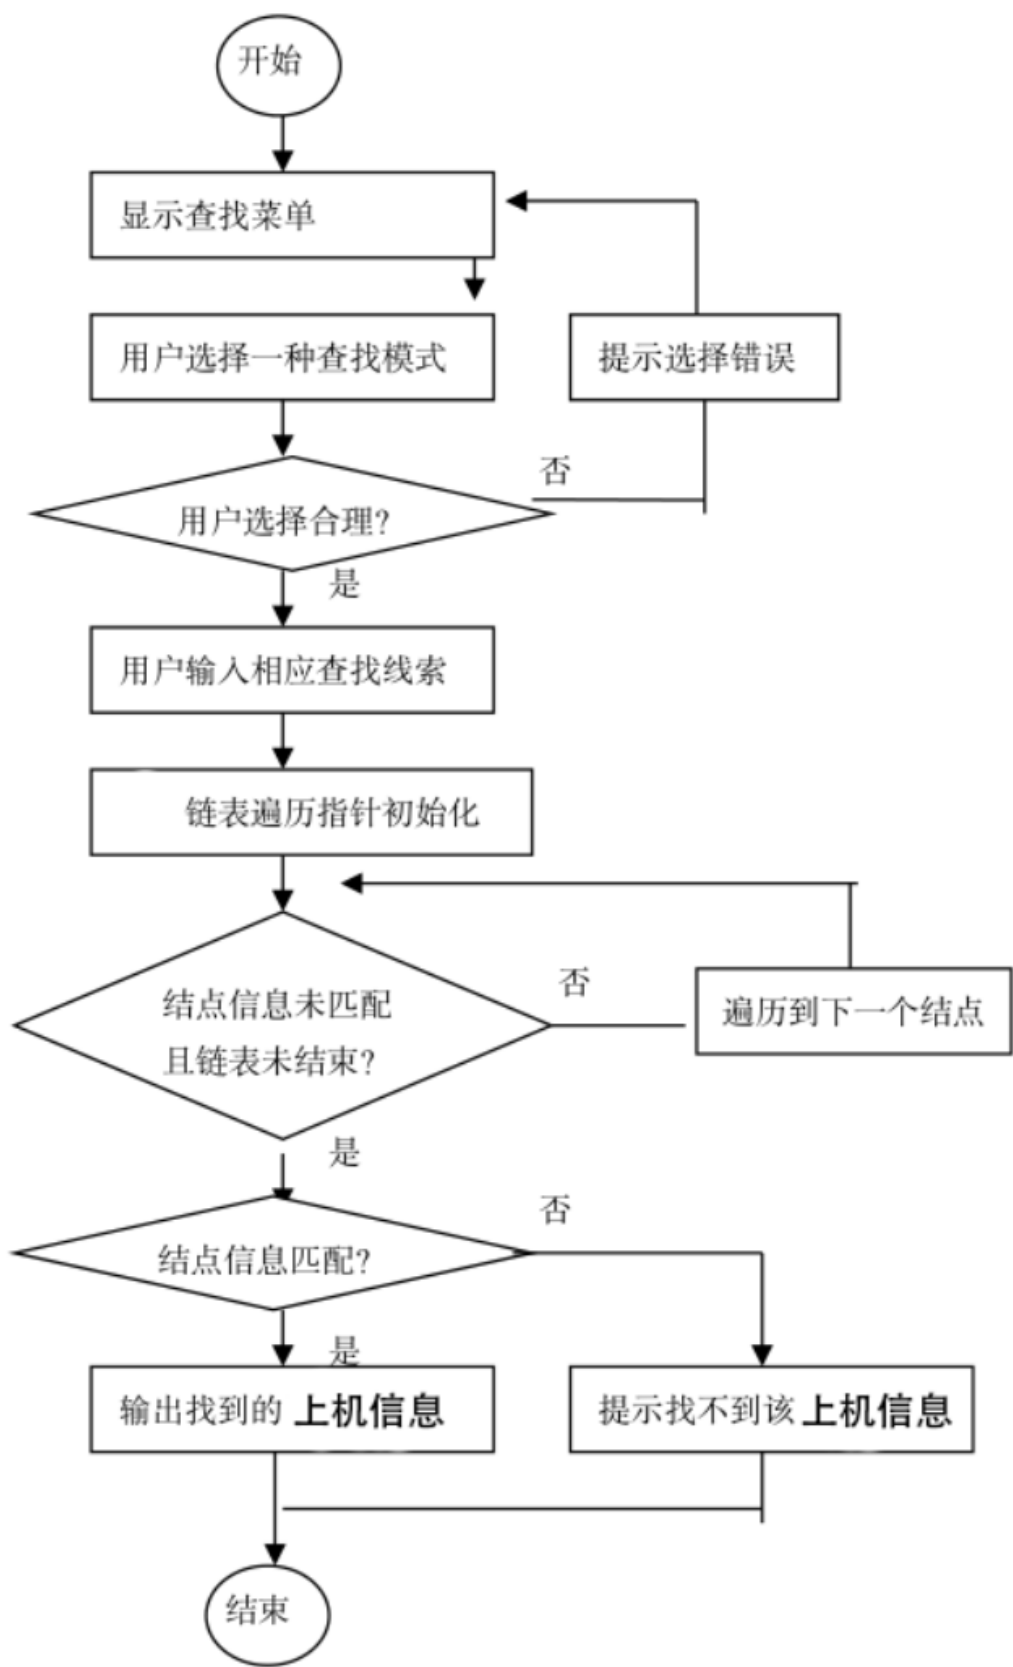 开始
显示查找菜单
用户选择一种查找模式
提示选择错误
否
用户选择合理?
是
用户输入相应查找线索
链表遍历指针初始化
结点信息未匹配
且链表未结束?
否
遍历到下一个结点
是
否
结点信息匹配?
是
输出找到的 上机信息
提示找不到该 上机信息
结束